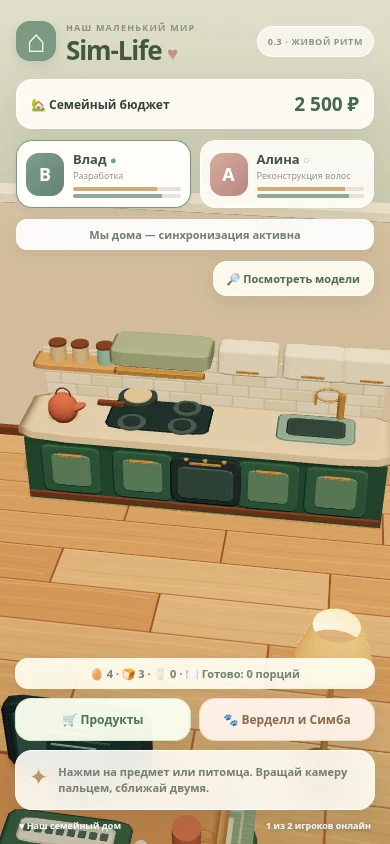 НАШ МАЛЕНЬКИЙ МИР
Sim-Life ♥
0.3 · ЖИВОЙ РИТМ
🏡 Семейный бюджет
2 500 ₽
В
Влад
Разработка
А
Алина
Реконструкция волос
Мы дома — синхронизация активна
🔎 Посмотреть модели
🥚 4 · 🍞 3 · 🥛 0 · 🍽️ Готово: 0 порций
🛒 Продукты
🐾 Верделл и Симба
Нажми на предмет или питомца. Вращай камеру
пальцем, сближай двумя.
♥ Наш семейный дом
1 из 2 игроков онлайн